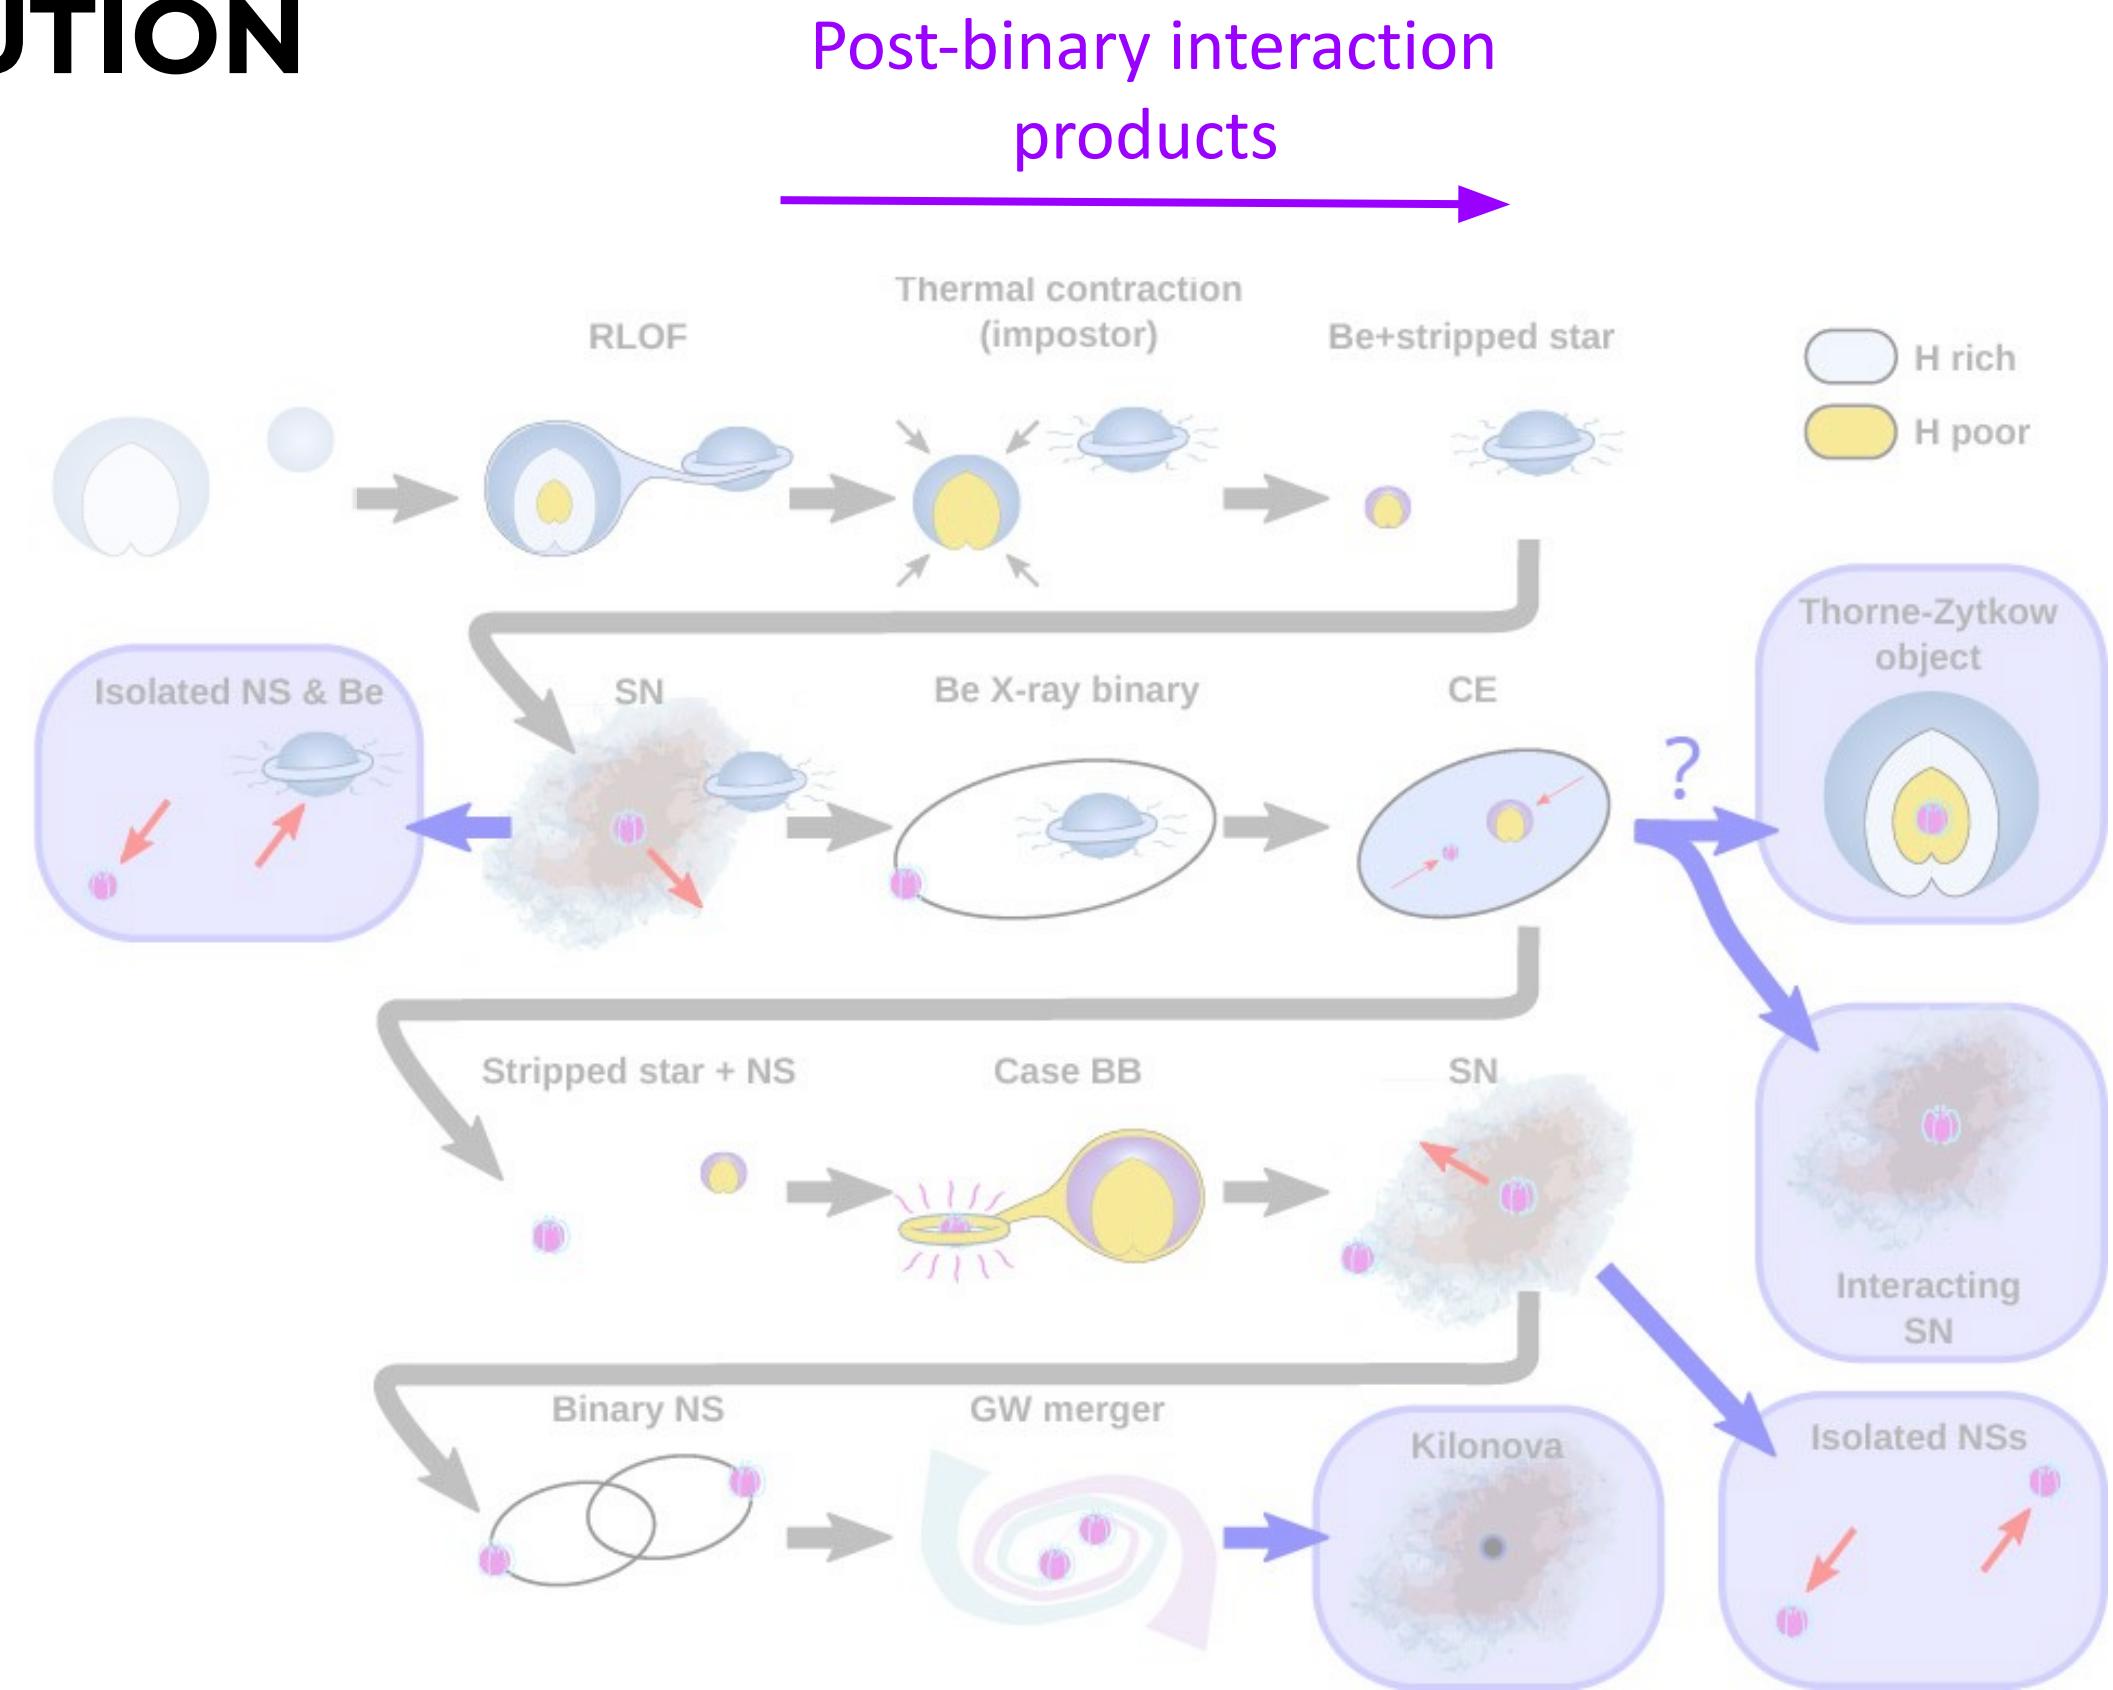 UTION
Post-binary interaction
products
Thermal contraction
(impostor)
RLOF
Be+stripped star
H rich
H poor
Thorne-Zytkow
object
Isolated NS & Be
SN
Be X-ray binary
CE
?
Stripped star + NS
Case BB
SN
Interacting
SN
Binary NS
GW merger
Kilonova
Isolated NSs